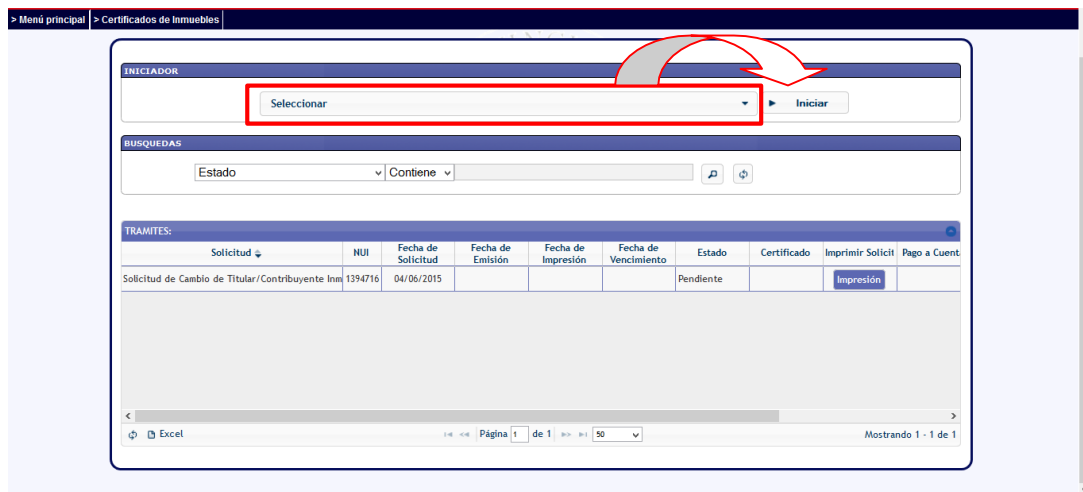 > Menú principal > Certificados de Inmuebles
INICIADOR
Seleccionar Iniciar
BUSQUEDAS
Estado Contiene
TRAMITES:
Solicitud NUI Fecha de Solicitud Fecha de Emisión Fecha de Impresión Fecha de Vencimiento Estado Certificado Imprimir Solicit Pago a Cuent
Solicitud de Cambio de Titular/Contribuyente Inm 1394716 04/06/2015 Pendiente Impresión
Excel Página 1 de 1 50 Mostrando 1 - 1 de 1